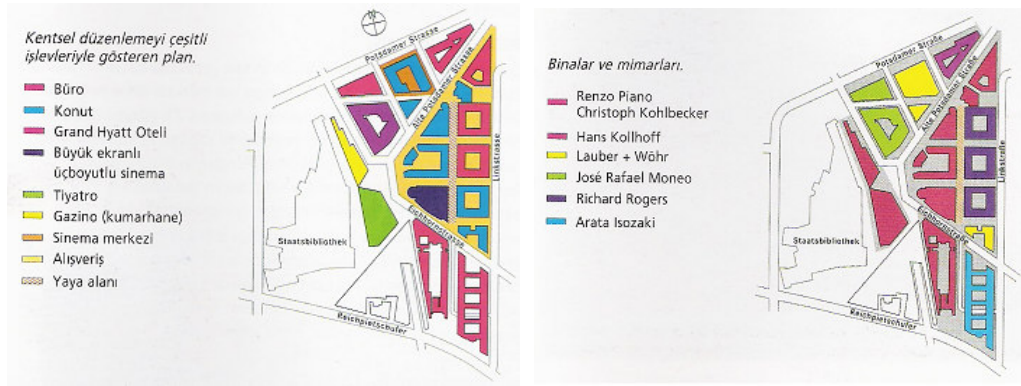 Kentsel düzenlemeyi çeşitli
işlevleriyle gösteren plan.
Büro
Konut
Grand Hyatt Oteli
Büyük ekranlı
üçboyutlu sinema
Tiyatro
Gazino (kumarhane)
Sinema merkezi
Alışveriş
Yaya alanı
N
Potsdamer Strasse
Alte Potsdamer Strasse
Linkstrasse
Eichhornstrasse
Staatsbibliothek
Reichpietschufer
Binalar ve mimarları.
Renzo Piano
Christoph Kohlbecker
Hans Kollhoff
Lauber + Wöhr
José Rafael Moneo
Richard Rogers
Arata Isozaki
Potsdamer Straße
Alte Potsdamer Straße
Linkstraße
Eichhornstraße
Staatsbibliothek
Reichpietschufer